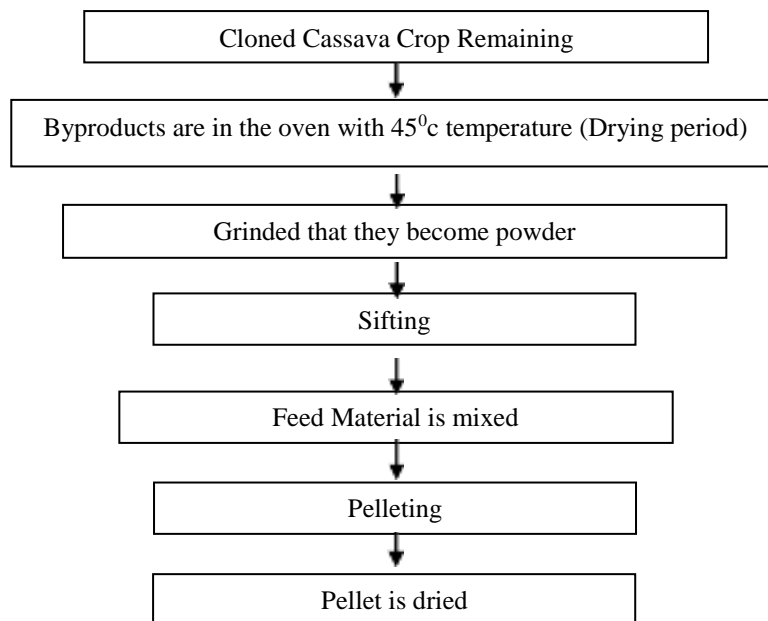 Cloned Cassava Crop Remaining
Byproducts are in the oven with 45⁰c temperature (Drying period)
Grinded that they become powder
Sifting
Feed Material is mixed
Pelleting
Pellet is dried